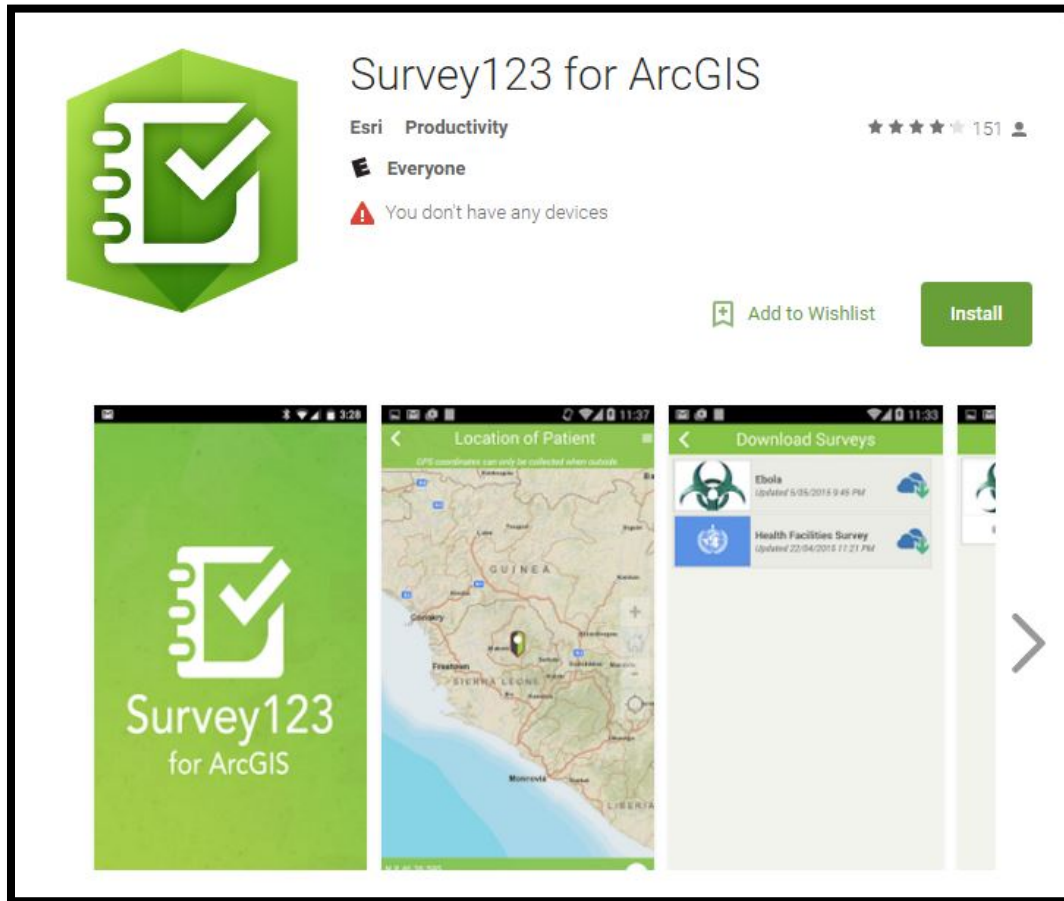 Survey123 for ArcGIS
Esri Productivity
151
E Everyone
You don't have any devices
Add to Wishlist
Install
3:28
Survey123
for ArcGIS
11:37
Location of Patient
GPS coordinates can only be collected when outside
GUINEA
Conakry
Freetown
SIERRA LEONE
Bo
Monrovia
LIBERIA
11:33
Download Surveys
Ebola
Updated 5/05/2015 9:45 PM
Health Facilities Survey
Updated 22/04/2015 11:21 PM